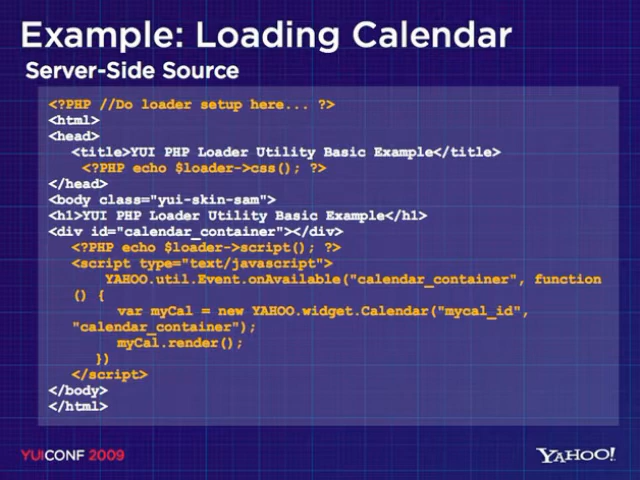 Example: Loading Calendar
Server-Side Source
<?PHP //Do loader setup here... ?>
<html>
<head>
<title>YUI PHP Loader Utility Basic Example</title>
<?PHP echo $loader->css(); ?>
</head>
<body class="yui-skin-sam">
<h1>YUI PHP Loader Utility Basic Example</h1>
<div id="calendar_container"></div>
<?PHP echo $loader->script(); ?>
<script type="text/javascript">
YAHOO.util.Event.onAvailable("calendar_container", function
() {
var myCal = new YAHOO.widget.Calendar("mycal_id",
"calendar_container");
myCal.render();
})
</script>
</body>
</html>
YUICONF 2009
YAHOO!